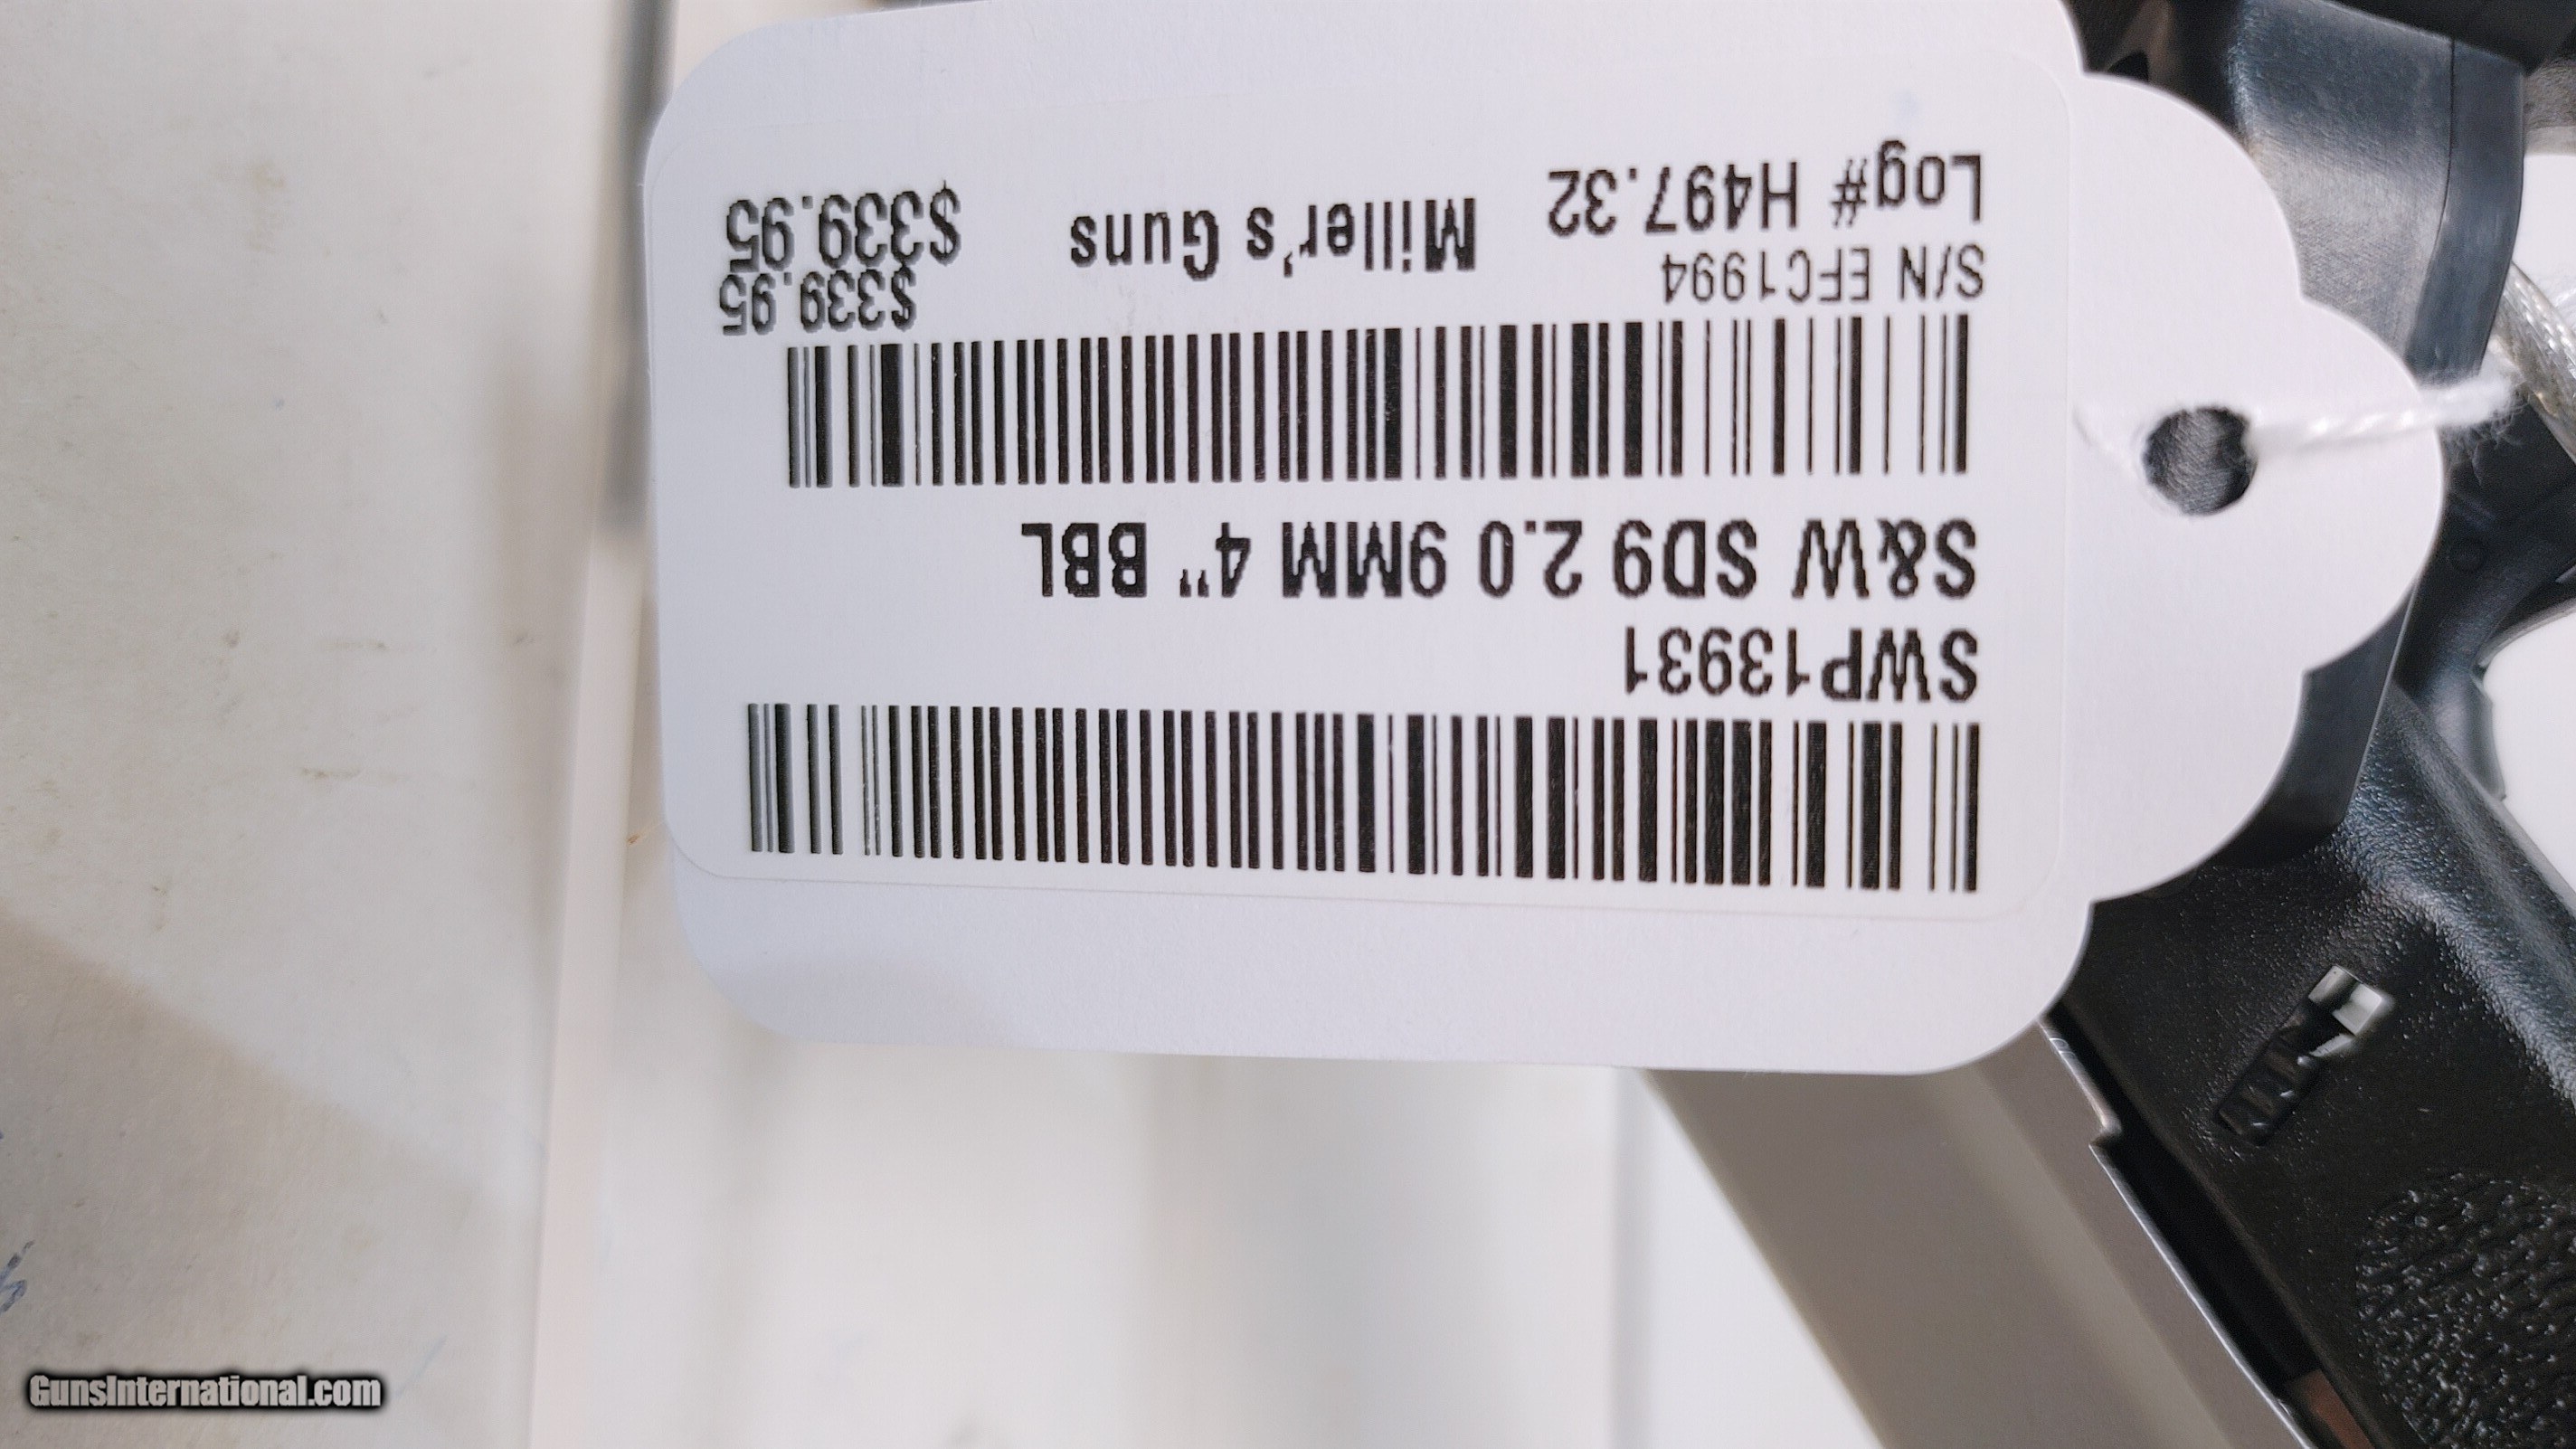 SWP13931
S&W SD9 2.0 9MM 4" BBL
S/N EFC1994 $339.95
Log# H497.32 Miller's Guns $339.95
GunsInternational.com